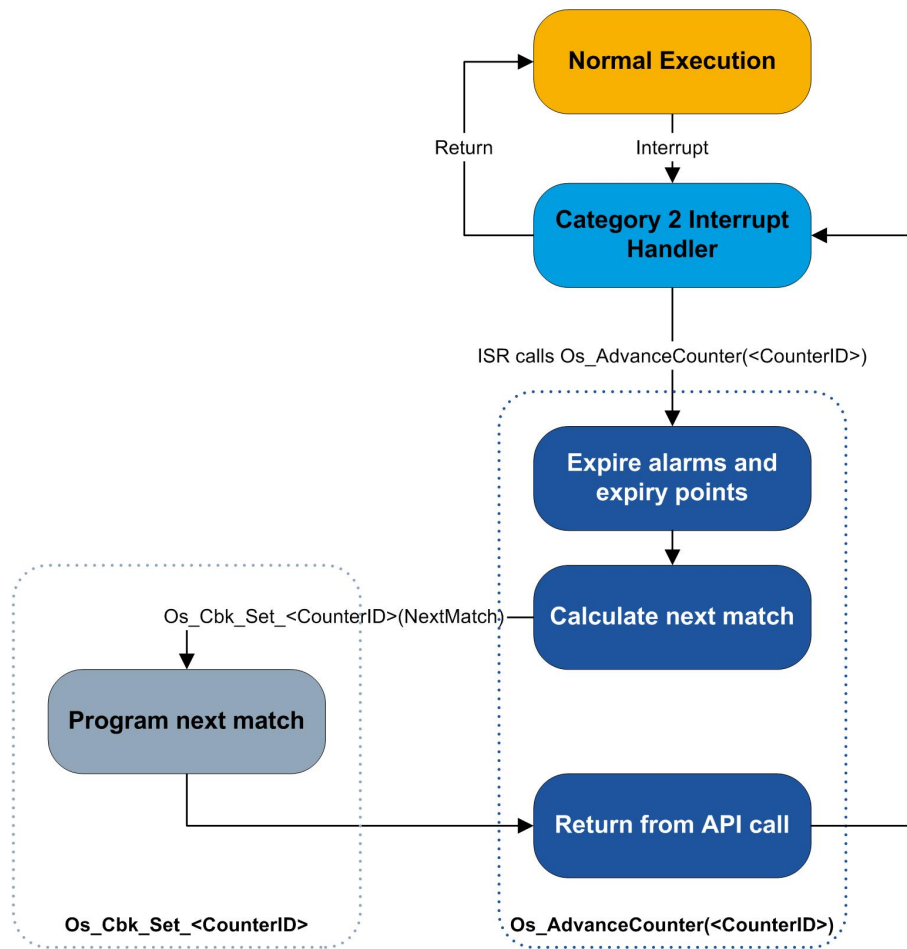 Normal Execution
Return
Interrupt
Category 2 Interrupt
Handler
ISR calls Os_AdvanceCounter(<CounterID>)
Expire alarms and
expiry points
Os_Cbk_Set_<CounterID>(NextMatch)
Calculate next match
Program next match
Return from API call
Os_Cbk_Set_<CounterID>
Os_AdvanceCounter(<CounterID>)